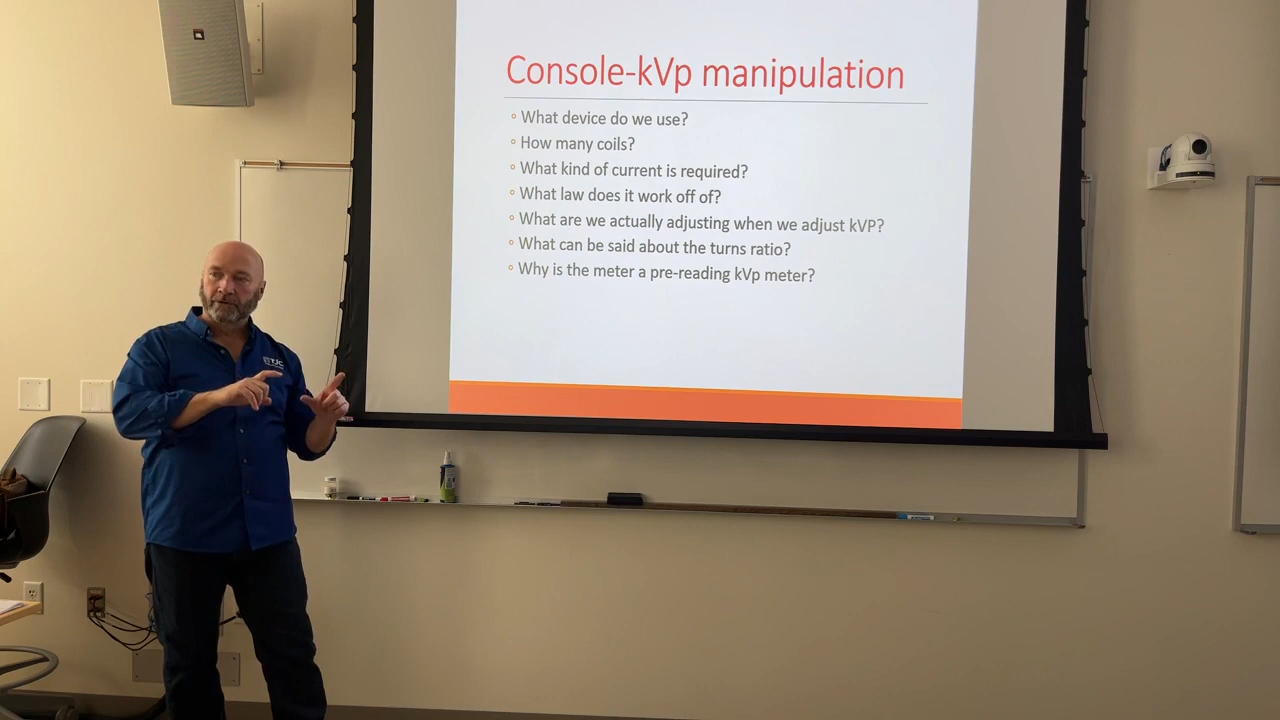 Console-kVp manipulation
◦ What device do we use?
◦ How many coils?
◦ What kind of current is required?
◦ What law does it work off of?
◦ What are we actually adjusting when we adjust kVP?
◦ What can be said about the turns ratio?
◦ Why is the meter a pre-reading kVp meter?
TJC